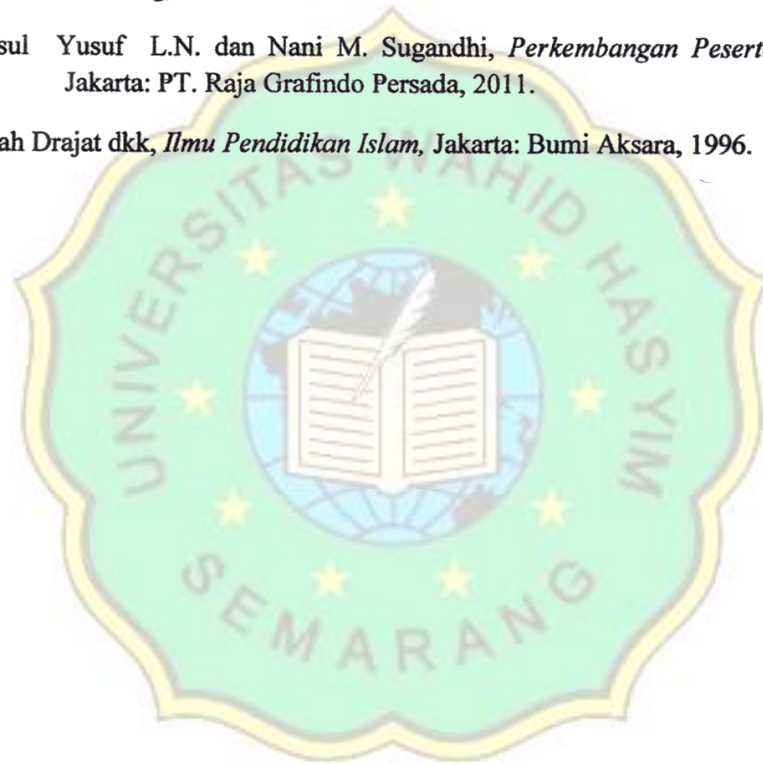 sul Yusuf L.N. dan Nani M. Sugandhi, Perkembangan Pesert
Jakarta: PT. Raja Grafindo Persada, 2011.
ah Drajat dkk, Ilmu Pendidikan Islam, Jakarta: Bumi Aksara, 1996.
UNIVERSITAS WAHID HASYIM
SEMARANG